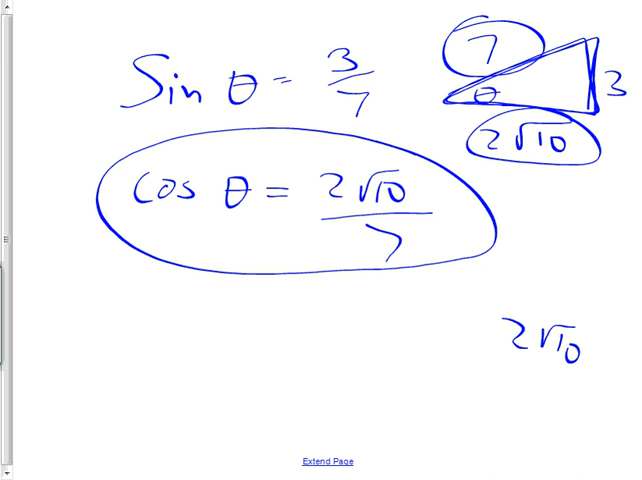 Sin θ = 3/7
7
θ
3
2√10
cos θ = 2√10/7
2√10
Extend Page